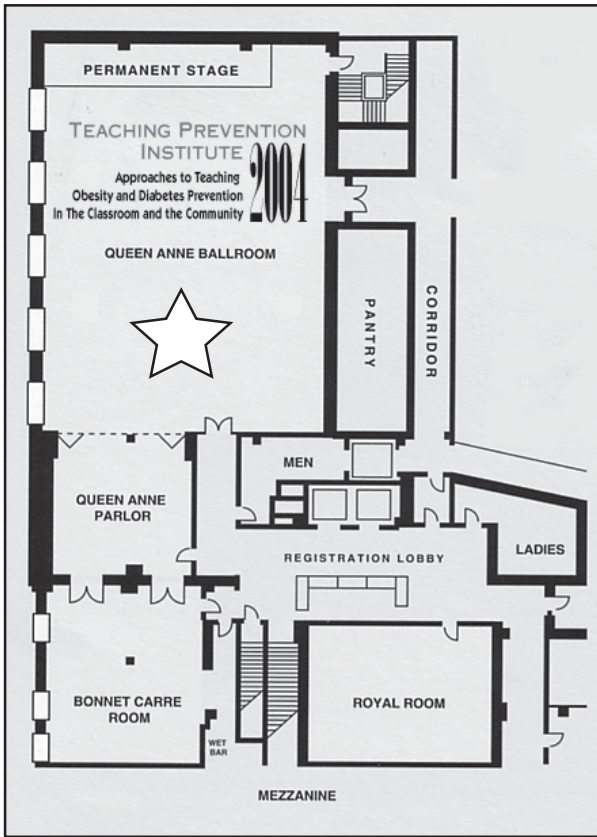 PERMANENT STAGE
TEACHING PREVENTION
INSTITUTE 2004
Approaches to Teaching
Obesity and Diabetes Prevention
In The Classroom and the Community
QUEEN ANNE BALLROOM
PANTRY
CORRIDOR
MEN
QUEEN ANNE
PARLOR
REGISTRATION LOBBY
LADIES
BONNET CARRE
ROOM
ROYAL ROOM
WET
BAR
MEZZANINE